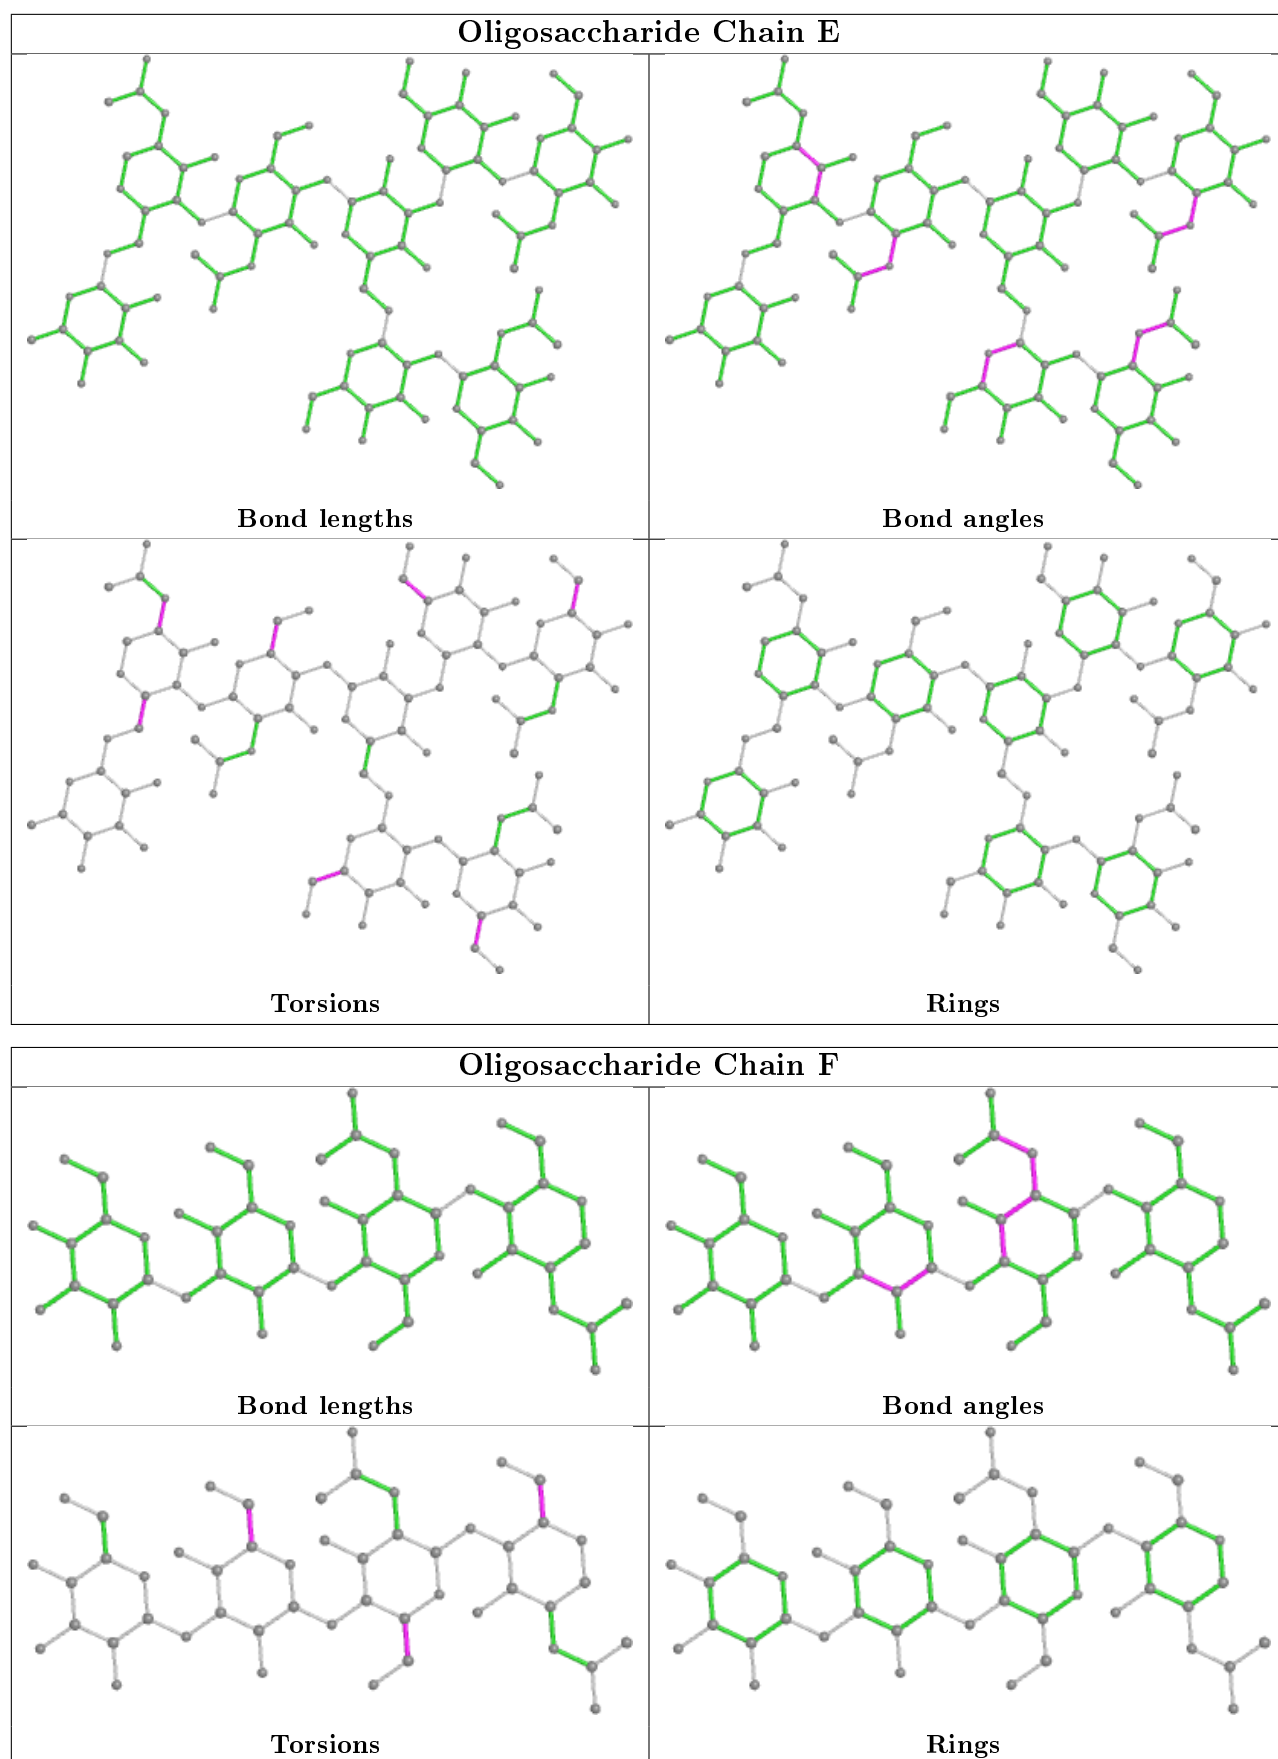 Oligosaccharide Chain E
Bond lengths
Bond angles
Torsions
Rings
Oligosaccharide Chain F
Bond lengths
Bond angles
Torsions
Rings